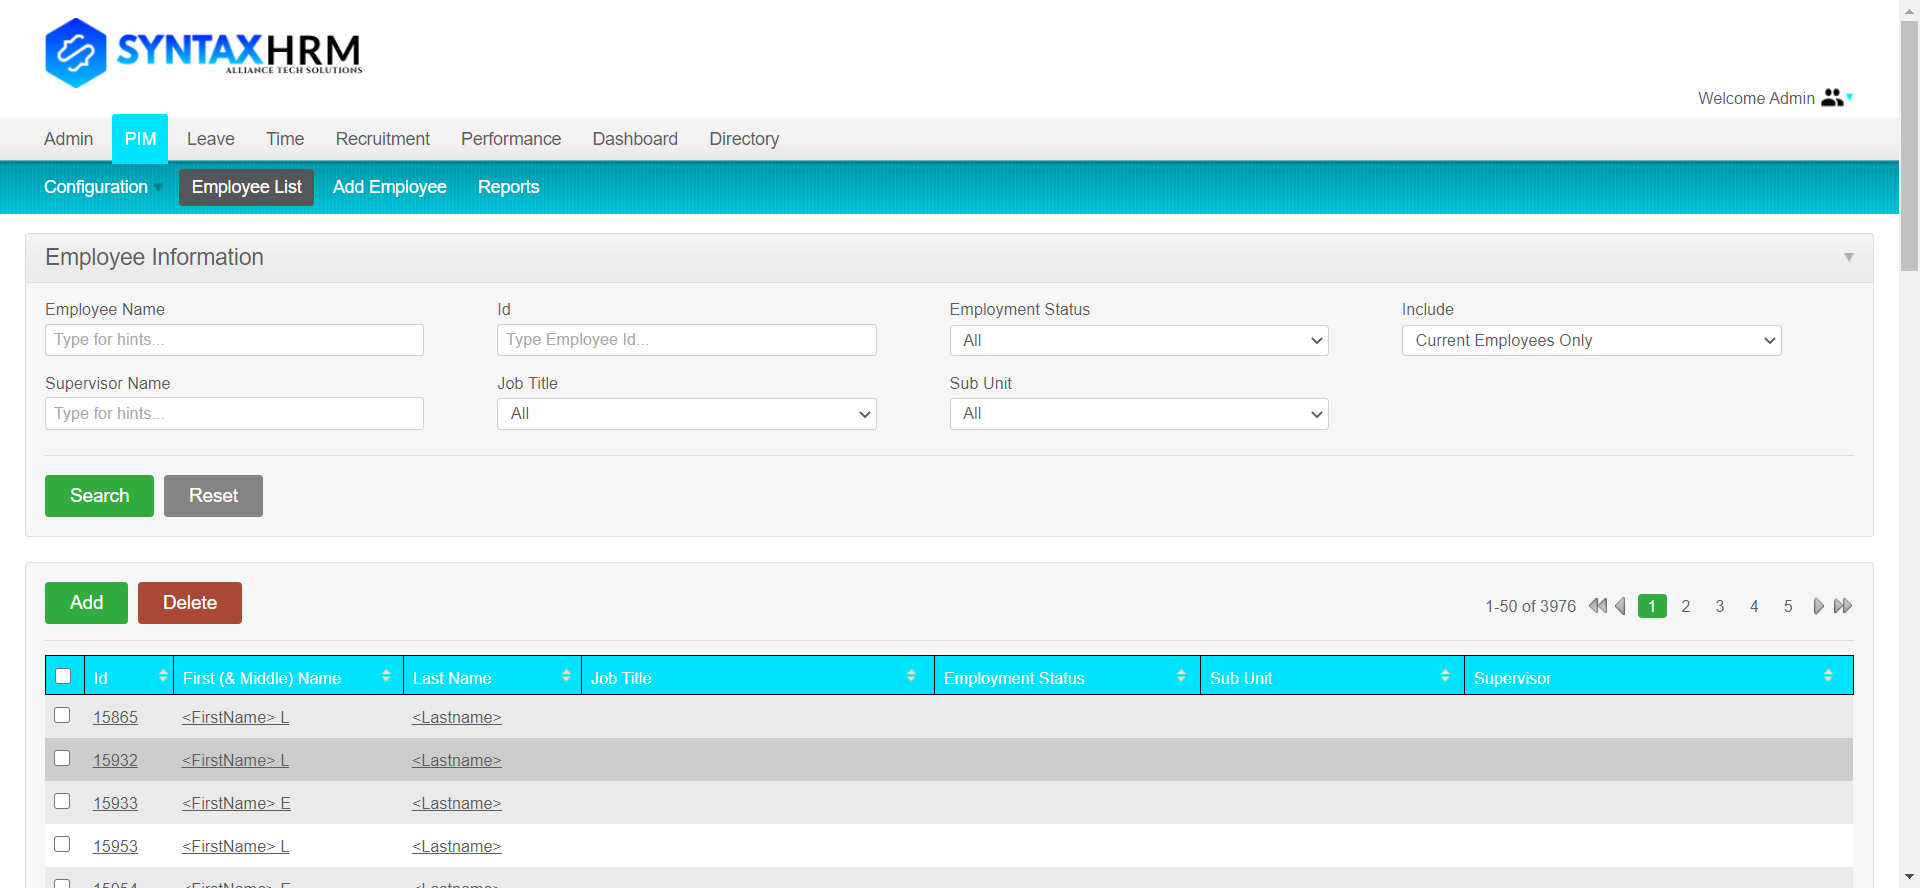 SYNTAXHRM
ALLIANCE TECH SOLUTIONS
Welcome Admin
Admin PIM Leave Time Recruitment Performance Dashboard Directory
Configuration Employee List Add Employee Reports
Employee Information
Employee Name Id Employment Status Include
Type for hints... Type Employee Id... All Current Employees Only
Supervisor Name Job Title Sub Unit
Type for hints... All All
Search Reset
Add Delete 1-50 of 3976 1 2 3 4 5
Id First (& Middle) Name Last Name Job Title Employment Status Sub Unit Supervisor
15865 <FirstName> L <Lastname>
15932 <FirstName> L <Lastname>
15933 <FirstName> E <Lastname>
15953 <FirstName> L <Lastname>
15954 <FirstName> <Lastname>